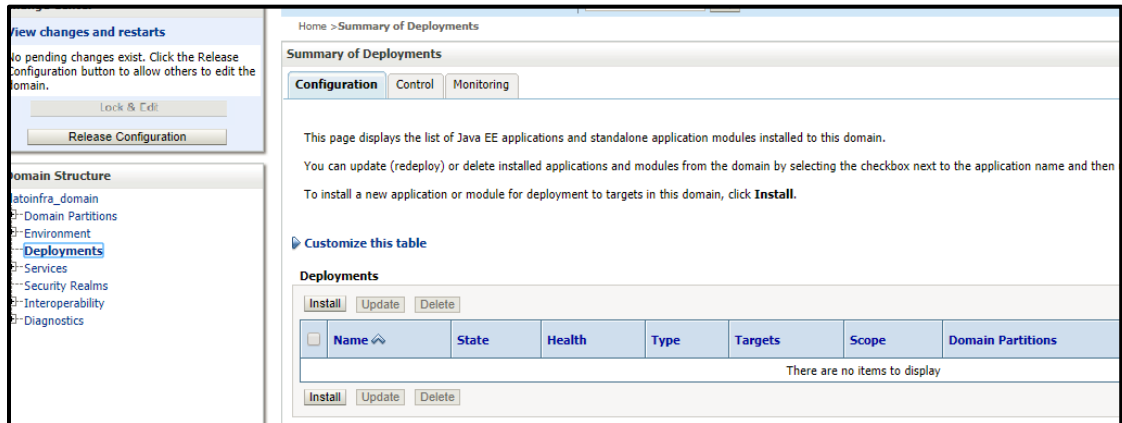 View changes and restarts
No pending changes exist. Click the Release
Configuration button to allow others to edit the
domain.
Lock & Edit
Release Configuration
Domain Structure
latoinfra_domain
Domain Partitions
Environment
Deployments
Services
Security Realms
Interoperability
Diagnostics
Home >Summary of Deployments
Summary of Deployments
Configuration Control Monitoring
This page displays the list of Java EE applications and standalone application modules installed to this domain.
You can update (redeploy) or delete installed applications and modules from the domain by selecting the checkbox next to the application name and then
To install a new application or module for deployment to targets in this domain, click Install.
Customize this table
Deployments
Install Update Delete
Name State Health Type Targets Scope Domain Partitions
There are no items to display
Install Update Delete